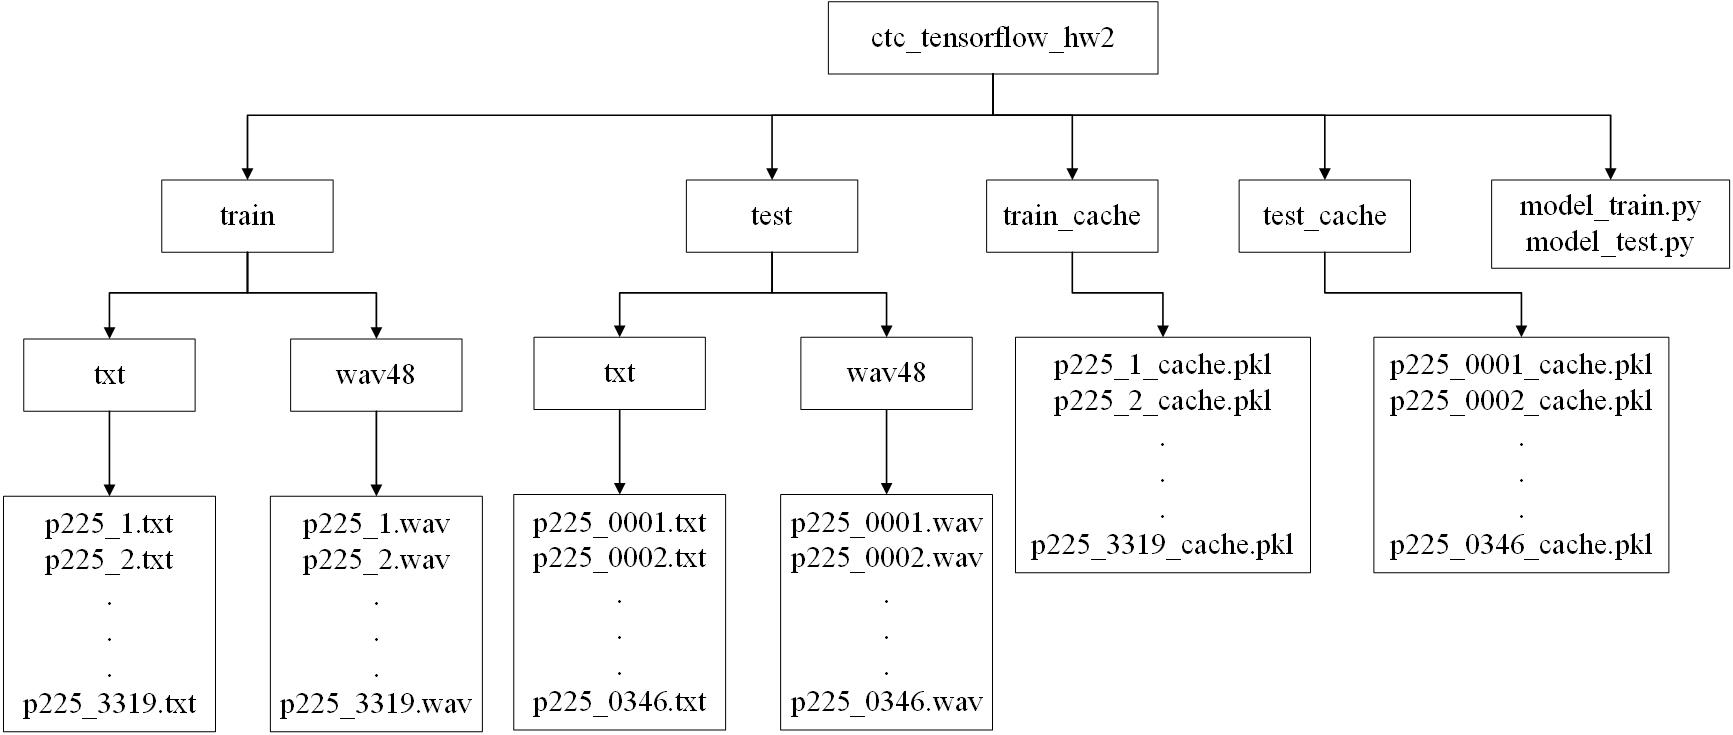 ctc_tensorflow_hw2
train
test
train_cache
test_cache
model_train.py
model_test.py
txt
wav48
txt
wav48
p225_1.txt
p225_2.txt
.
.
.
p225_3319.txt
p225_1.wav
p225_2.wav
.
.
.
p225_3319.wav
p225_0001.txt
p225_0002.txt
.
.
.
p225_0346.txt
p225_0001.wav
p225_0002.wav
.
.
.
p225_0346.wav
p225_1_cache.pkl
p225_2_cache.pkl
.
.
.
p225_3319_cache.pkl
p225_0001_cache.pkl
p225_0002_cache.pkl
.
.
.
p225_0346_cache.pkl